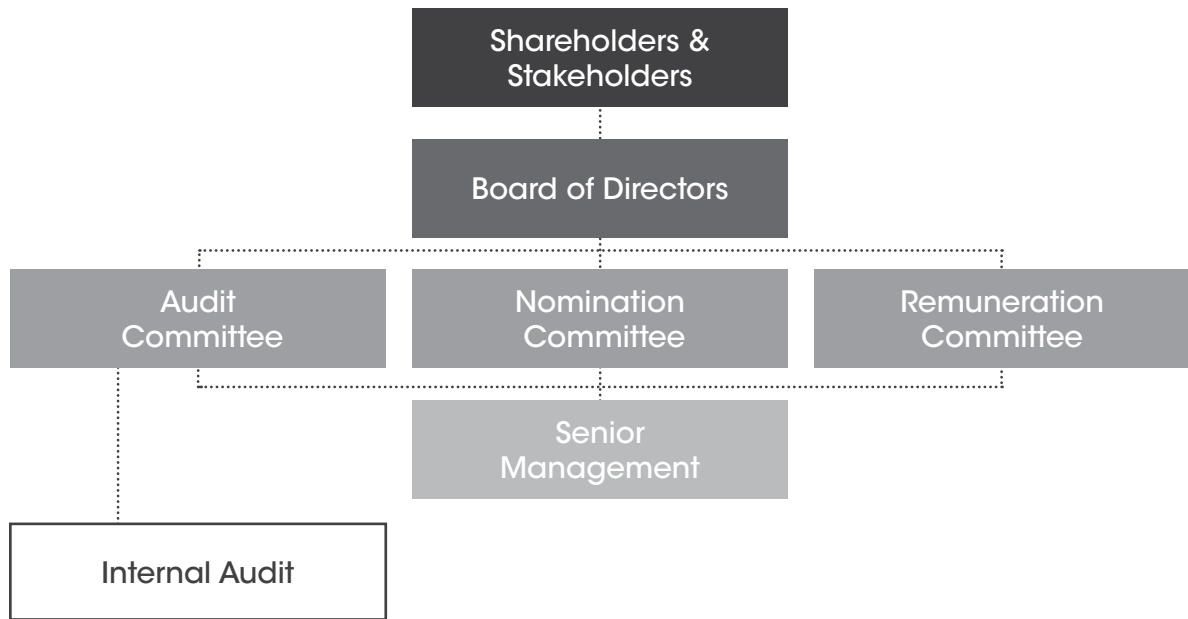 Shareholders &
Stakeholders
Board of Directors
Audit
Committee
Nomination
Committee
Remuneration
Committee
Senior
Management
Internal Audit